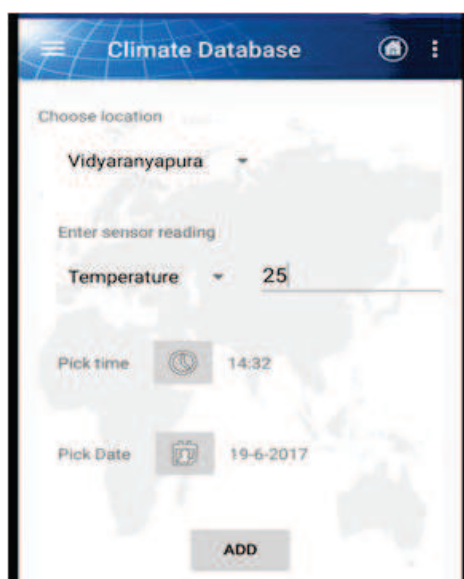 Climate Database
Choose location
Vidyaranyapura
Enter sensor reading
Temperature 25
Pick time 14:32
Pick Date 19-6-2017
ADD